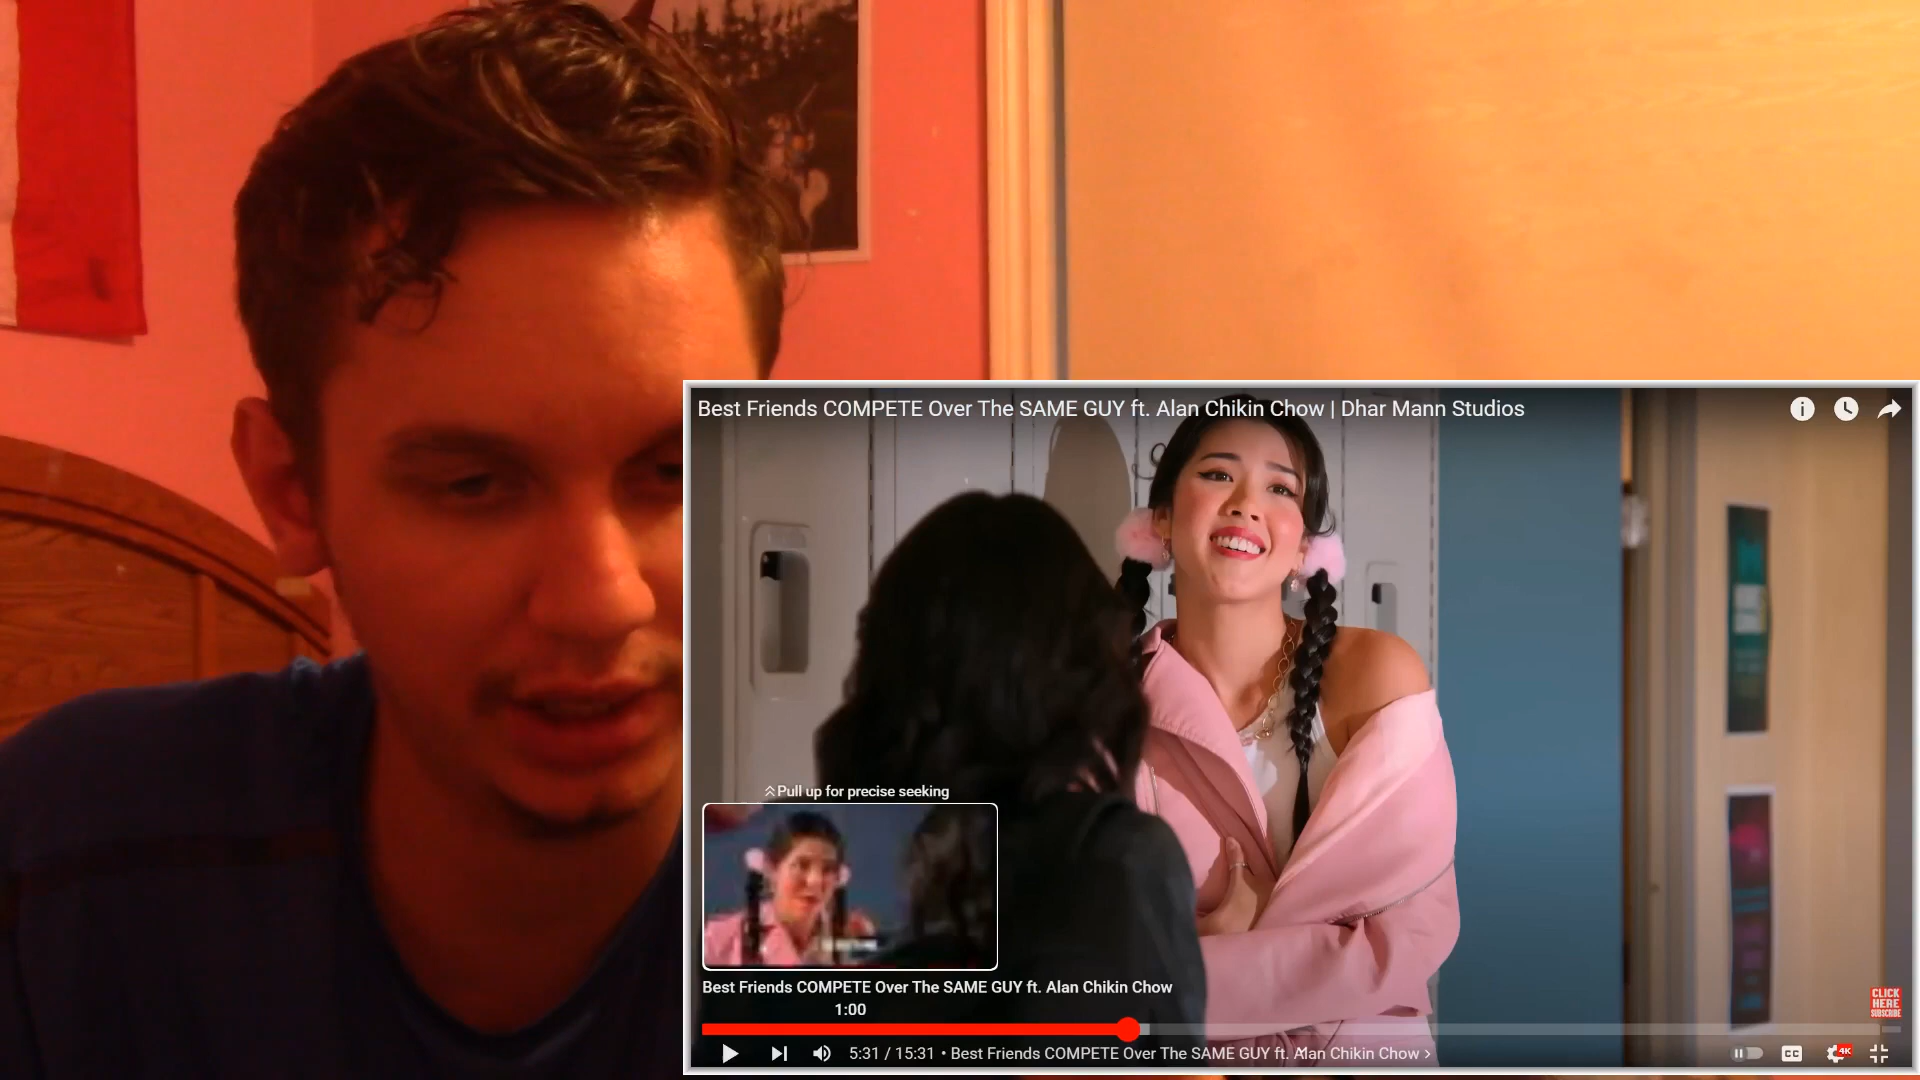 Best Friends COMPETE Over The SAME GUY ft. Alan Chikin Chow | Dhar Mann Studios
Pull up for precise seeking
Best Friends COMPETE Over The SAME GUY ft. Alan Chikin Chow
1:00
CLICK
HERE
SUBSCRIBE
5:31 / 15:31 • Best Friends COMPETE Over The SAME GUY ft. Alan Chikin Chow
CC
4K